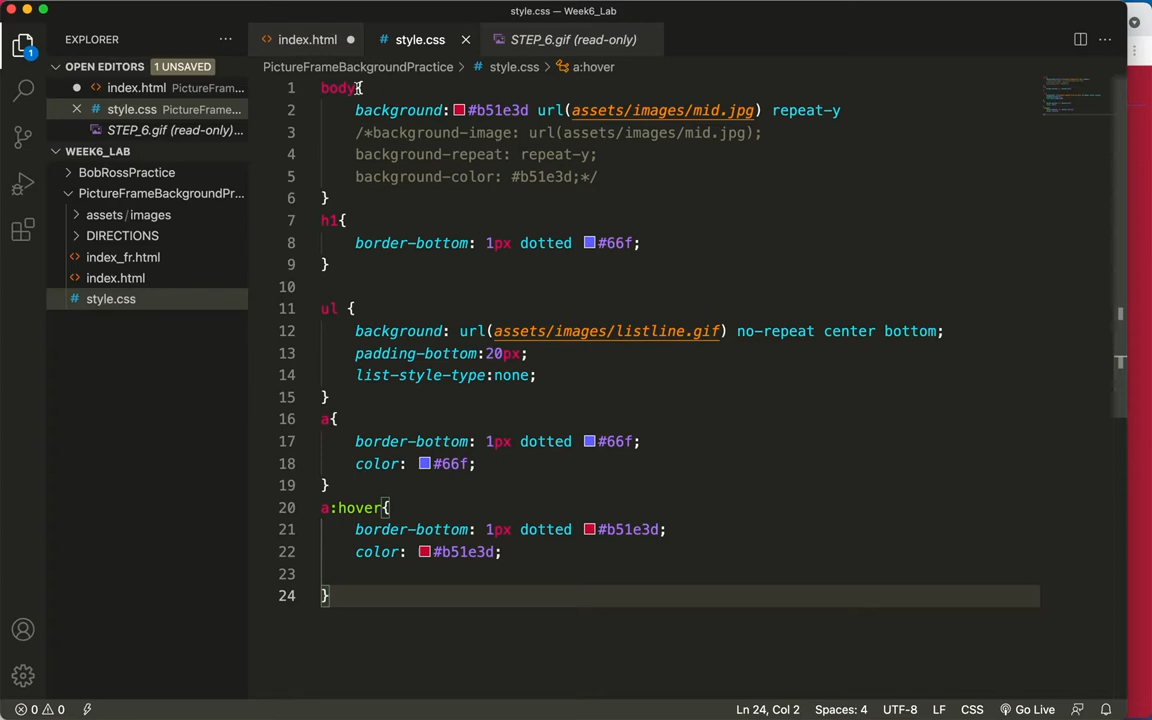 style.css — Week6_Lab
EXPLORER
index.html
style.css
STEP_6.gif (read-only)
OPEN EDITORS 1 UNSAVED
PictureFrameBackgroundPractice > # style.css > a:hover
index.html PictureFram...
style.css PictureFrame...
STEP_6.gif (read-only)...
WEEK6_LAB
BobRossPractice
PictureFrameBackgroundPr...
assets/images
DIRECTIONS
index_fr.html
index.html
# style.css
1 body{
2 background: #b51e3d url(assets/images/mid.jpg) repeat-y
3 /*background-image: url(assets/images/mid.jpg);
4 background-repeat: repeat-y;
5 background-color: #b51e3d;*/
6 }
7 h1{
8 border-bottom: 1px dotted #66f;
9 }
10
11 ul {
12 background: url(assets/images/listline.gif) no-repeat center bottom;
13 padding-bottom:20px;
14 list-style-type:none;
15 }
16 a{
17 border-bottom: 1px dotted #66f;
18 color: #66f;
19 }
20 a:hover{
21 border-bottom: 1px dotted #b51e3d;
22 color: #b51e3d;
23
24 }
0 0 Ln 24, Col 2 Spaces: 4 UTF-8 LF CSS Go Live